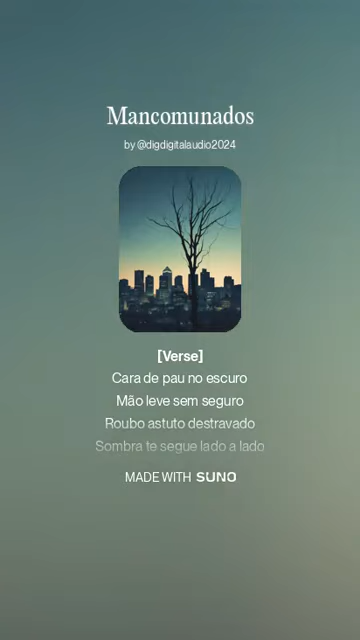 Mancomunados
by @digdigitalaudio2024
[Verse]
Cara de pau no escuro
Mão leve sem seguro
Roubo astuto destravado
Sombra te segue lado a lado
MADE WITH SUNO